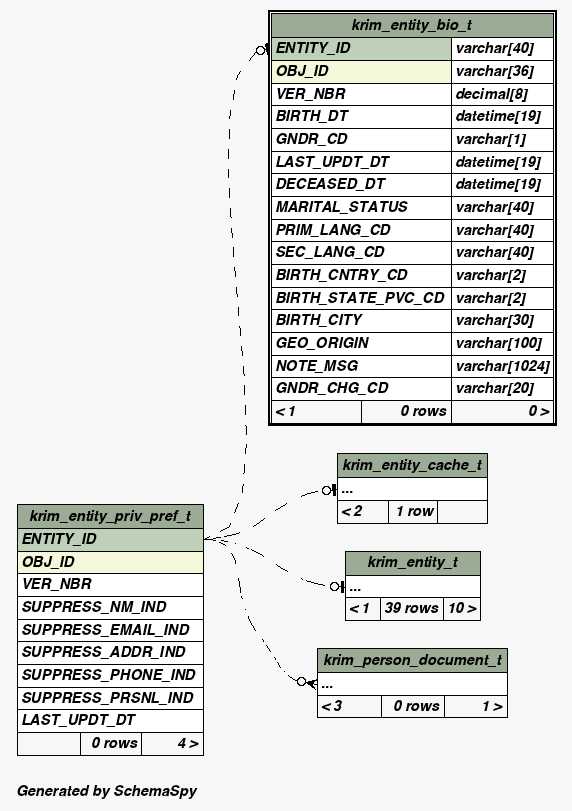 krim_entity_bio_t
ENTITY_ID varchar[40]
OBJ_ID varchar[36]
VER_NBR decimal[8]
BIRTH_DT datetime[19]
GNDR_CD varchar[1]
LAST_UPDT_DT datetime[19]
DECEASED_DT datetime[19]
MARITAL_STATUS varchar[40]
PRIM_LANG_CD varchar[40]
SEC_LANG_CD varchar[40]
BIRTH_CNTRY_CD varchar[2]
BIRTH_STATE_PVC_CD varchar[2]
BIRTH_CITY varchar[30]
GEO_ORIGIN varchar[100]
NOTE_MSG varchar[1024]
GNDR_CHG_CD varchar[20]
< 1 0 rows 0 >
krim_entity_cache_t
...
< 2 1 row
krim_entity_priv_pref_t
ENTITY_ID
OBJ_ID
VER_NBR
SUPPRESS_NM_IND
SUPPRESS_EMAIL_IND
SUPPRESS_ADDR_IND
SUPPRESS_PHONE_IND
SUPPRESS_PRSNL_IND
LAST_UPDT_DT
0 rows 4 >
krim_entity_t
...
< 1 39 rows 10 >
krim_person_document_t
...
< 3 0 rows 1 >
Generated by SchemaSpy